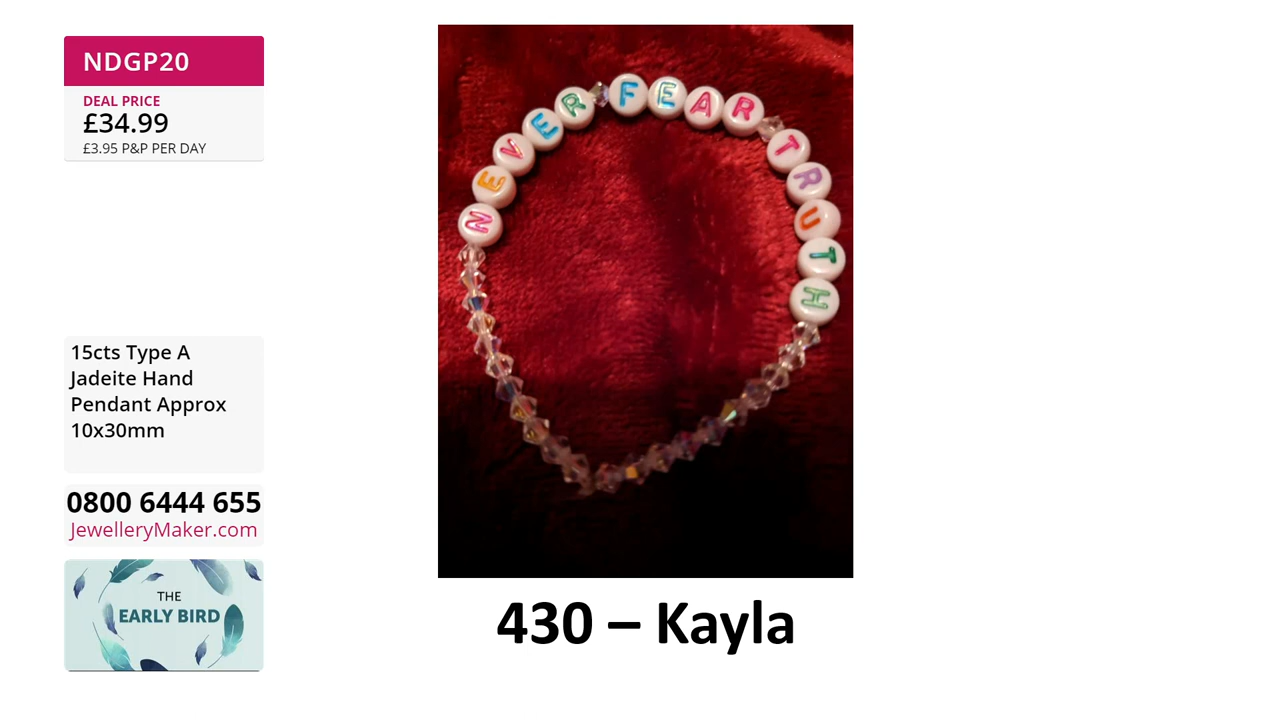 NDGP20
DEAL PRICE
£34.99
£3.95 P&P PER DAY
15cts Type A
Jadeite Hand
Pendant Approx
10x30mm
0800 6444 655
JewelleryMaker.com
THE
EARLY BIRD
NEVER FEAR TRUTH
430 – Kayla